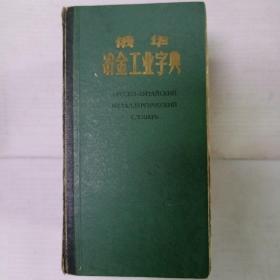 俄华
冶金工业字典
РУССКО-КИТАЙСКИЙ
МЕТАЛЛУРГИЧЕСКИЙ
СЛОВАРЬ